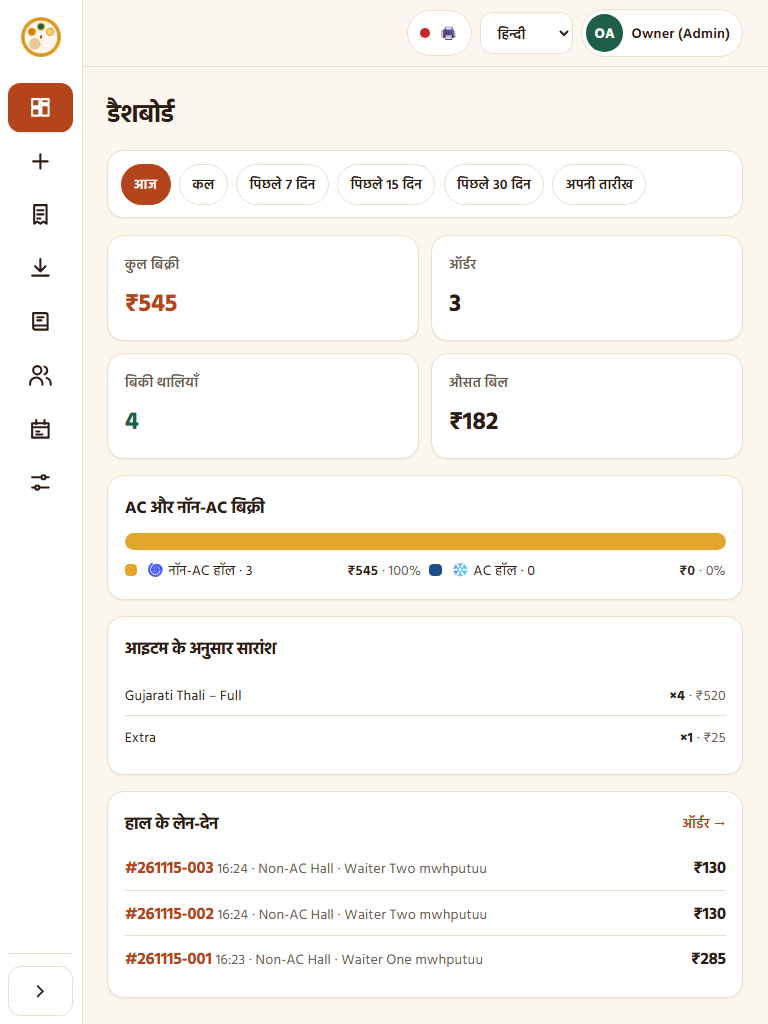 हिन्दी
OA Owner (Admin)
डैशबोर्ड
आज कल पिछले 7 दिन पिछले 15 दिन पिछले 30 दिन अपनी तारीख
कुल बिक्री
₹545
ऑर्डर
3
बिकी थालियाँ
4
औसत बिल
₹182
AC और नॉन-AC बिक्री
नॉन-AC हॉल · 3 ₹545 · 100% AC हॉल · 0 ₹0 · 0%
आइटम के अनुसार सारांश
Gujarati Thali – Full ×4 · ₹520
Extra ×1 · ₹25
हाल के लेन-देन ऑर्डर →
#261115-003 16:24 · Non-AC Hall · Waiter Two mwhputuu ₹130
#261115-002 16:24 · Non-AC Hall · Waiter Two mwhputuu ₹130
#261115-001 16:23 · Non-AC Hall · Waiter One mwhputuu ₹285